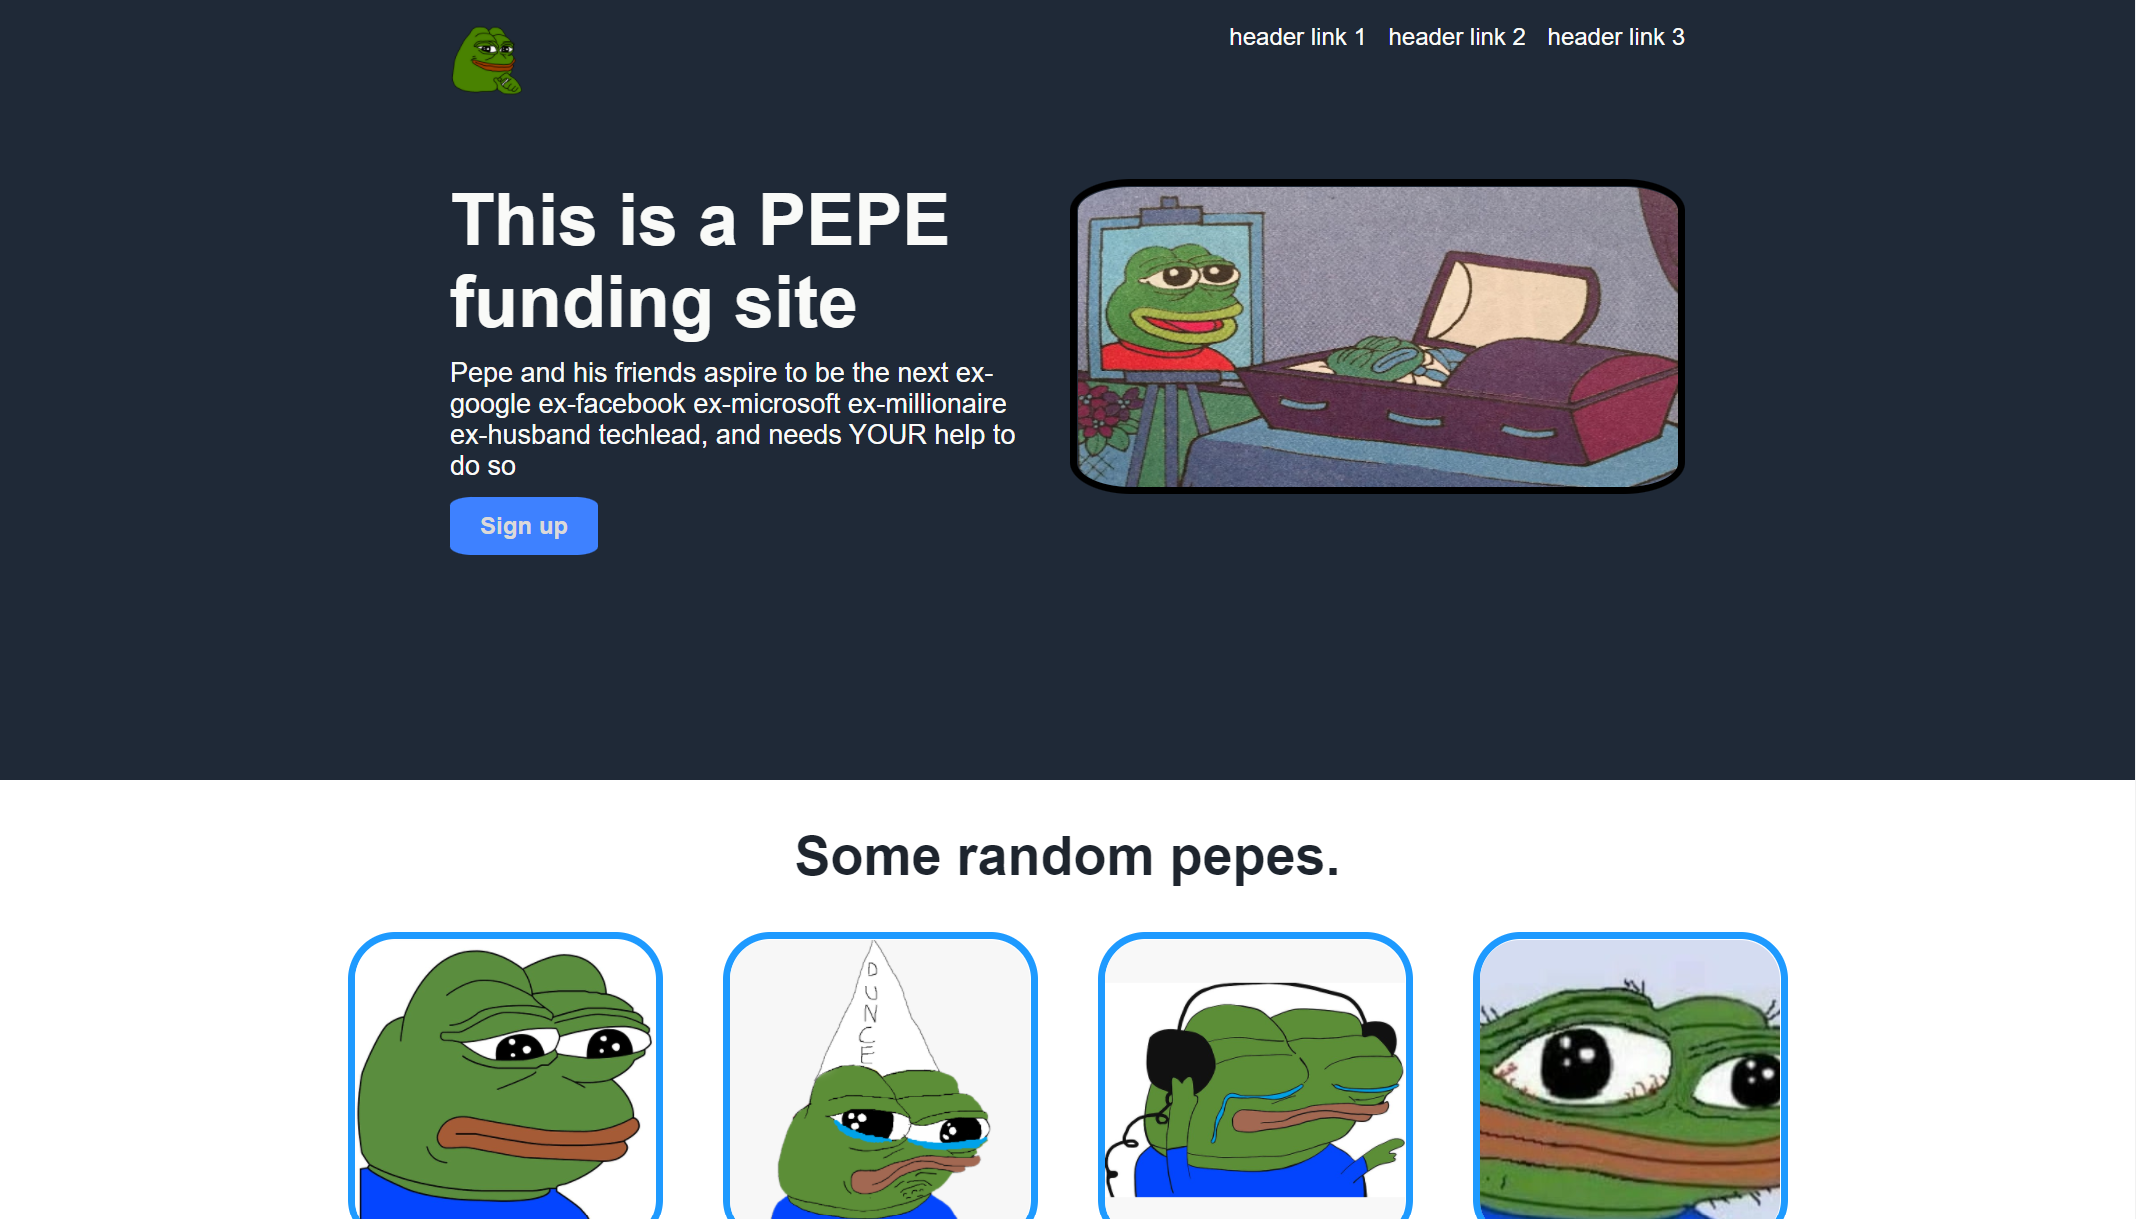 header link 1 header link 2 header link 3
This is a PEPE
funding site
Pepe and his friends aspire to be the next ex-
google ex-facebook ex-microsoft ex-millionaire
ex-husband techlead, and needs YOUR help to
do so
Sign up
Some random pepes.
DUNCE